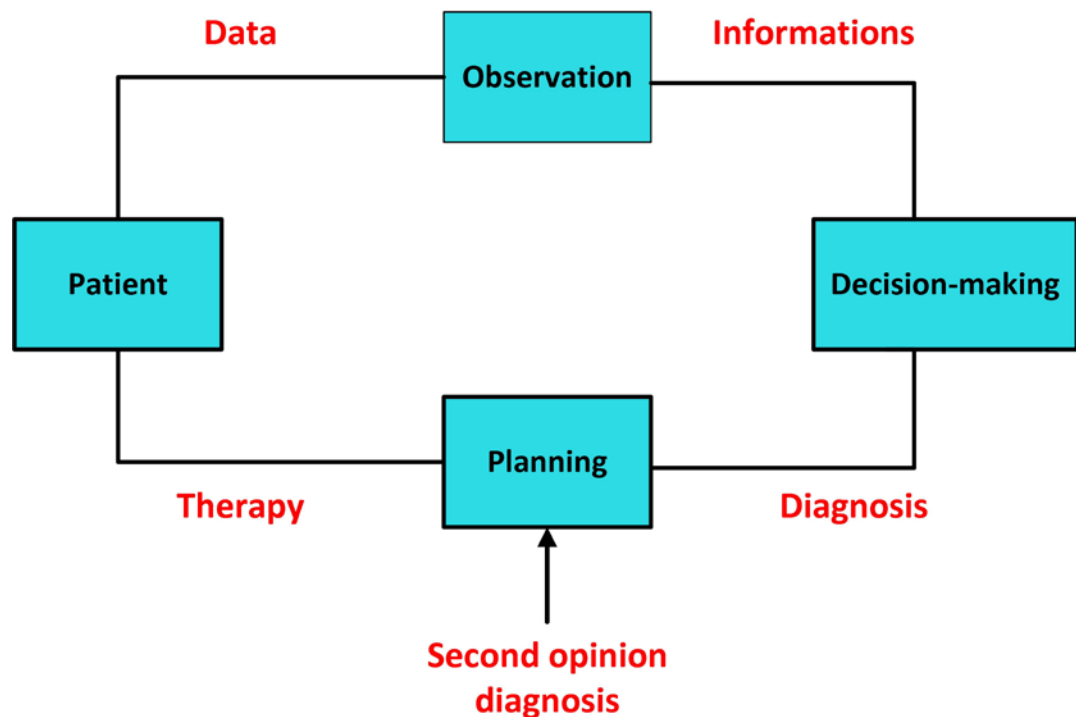 Data
Informations
Observation
Patient
Decision-making
Planning
Therapy
Diagnosis
Second opinion
diagnosis